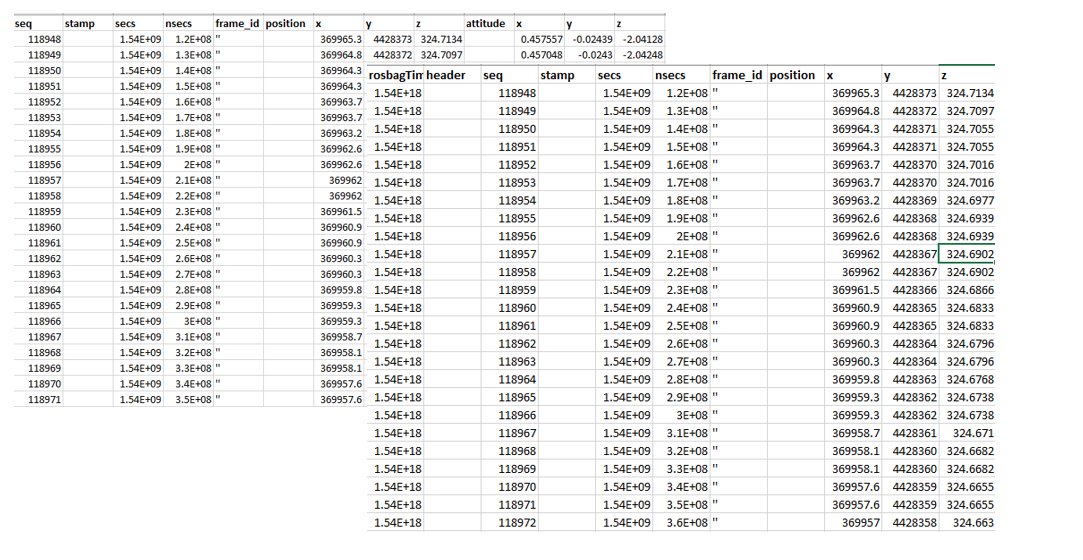 seq stamp secs nsecs frame_id position x y z attitude x y z
118948 1.54E+09 1.2E+08 " 369965.3 4428373 324.7134 0.457557 -0.02439 -2.04128
118949 1.54E+09 1.3E+08 " 369964.8 4428372 324.7097 0.457048 -0.0243 -2.04248
118950 1.54E+09 1.4E+08 " 369964.3
118951 1.54E+09 1.5E+08 " 369964.3
118952 1.54E+09 1.6E+08 " 369963.7
118953 1.54E+09 1.7E+08 " 369963.7
118954 1.54E+09 1.8E+08 " 369963.2
118955 1.54E+09 1.9E+08 " 369962.6
118956 1.54E+09 2E+08 " 369962.6
118957 1.54E+09 2.1E+08 " 369962
118958 1.54E+09 2.2E+08 " 369962
118959 1.54E+09 2.3E+08 " 369961.5
118960 1.54E+09 2.4E+08 " 369960.9
118961 1.54E+09 2.5E+08 " 369960.9
118962 1.54E+09 2.6E+08 " 369960.3
118963 1.54E+09 2.7E+08 " 369960.3
118964 1.54E+09 2.8E+08 " 369959.8
118965 1.54E+09 2.9E+08 " 369959.3
118966 1.54E+09 3E+08 " 369959.3
118967 1.54E+09 3.1E+08 " 369958.7
118968 1.54E+09 3.2E+08 " 369958.1
118969 1.54E+09 3.3E+08 " 369958.1
118970 1.54E+09 3.4E+08 " 369957.6
118971 1.54E+09 3.5E+08 " 369957.6
rosbagTim header seq stamp secs nsecs frame_id position x y z
1.54E+18 118948 1.54E+09 1.2E+08 " 369965.3 4428373 324.7134
1.54E+18 118949 1.54E+09 1.3E+08 " 369964.8 4428372 324.7097
1.54E+18 118950 1.54E+09 1.4E+08 " 369964.3 4428371 324.7055
1.54E+18 118951 1.54E+09 1.5E+08 " 369964.3 4428371 324.7055
1.54E+18 118952 1.54E+09 1.6E+08 " 369963.7 4428370 324.7016
1.54E+18 118953 1.54E+09 1.7E+08 " 369963.7 4428370 324.7016
1.54E+18 118954 1.54E+09 1.8E+08 " 369963.2 4428369 324.6977
1.54E+18 118955 1.54E+09 1.9E+08 " 369962.6 4428368 324.6939
1.54E+18 118956 1.54E+09 2E+08 " 369962.6 4428368 324.6939
1.54E+18 118957 1.54E+09 2.1E+08 " 369962 4428367 324.6902
1.54E+18 118958 1.54E+09 2.2E+08 " 369962 4428367 324.6902
1.54E+18 118959 1.54E+09 2.3E+08 " 369961.5 4428366 324.6866
1.54E+18 118960 1.54E+09 2.4E+08 " 369960.9 4428365 324.6833
1.54E+18 118961 1.54E+09 2.5E+08 " 369960.9 4428365 324.6833
1.54E+18 118962 1.54E+09 2.6E+08 " 369960.3 4428364 324.6796
1.54E+18 118963 1.54E+09 2.7E+08 " 369960.3 4428364 324.6796
1.54E+18 118964 1.54E+09 2.8E+08 " 369959.8 4428363 324.6768
1.54E+18 118965 1.54E+09 2.9E+08 " 369959.3 4428362 324.6738
1.54E+18 118966 1.54E+09 3E+08 " 369959.3 4428362 324.6738
1.54E+18 118967 1.54E+09 3.1E+08 " 369958.7 4428361 324.671
1.54E+18 118968 1.54E+09 3.2E+08 " 369958.1 4428360 324.6682
1.54E+18 118969 1.54E+09 3.3E+08 " 369958.1 4428360 324.6682
1.54E+18 118970 1.54E+09 3.4E+08 " 369957.6 4428359 324.6655
1.54E+18 118971 1.54E+09 3.5E+08 " 369957.6 4428359 324.6655
1.54E+18 118972 1.54E+09 3.6E+08 " 369957 4428358 324.663